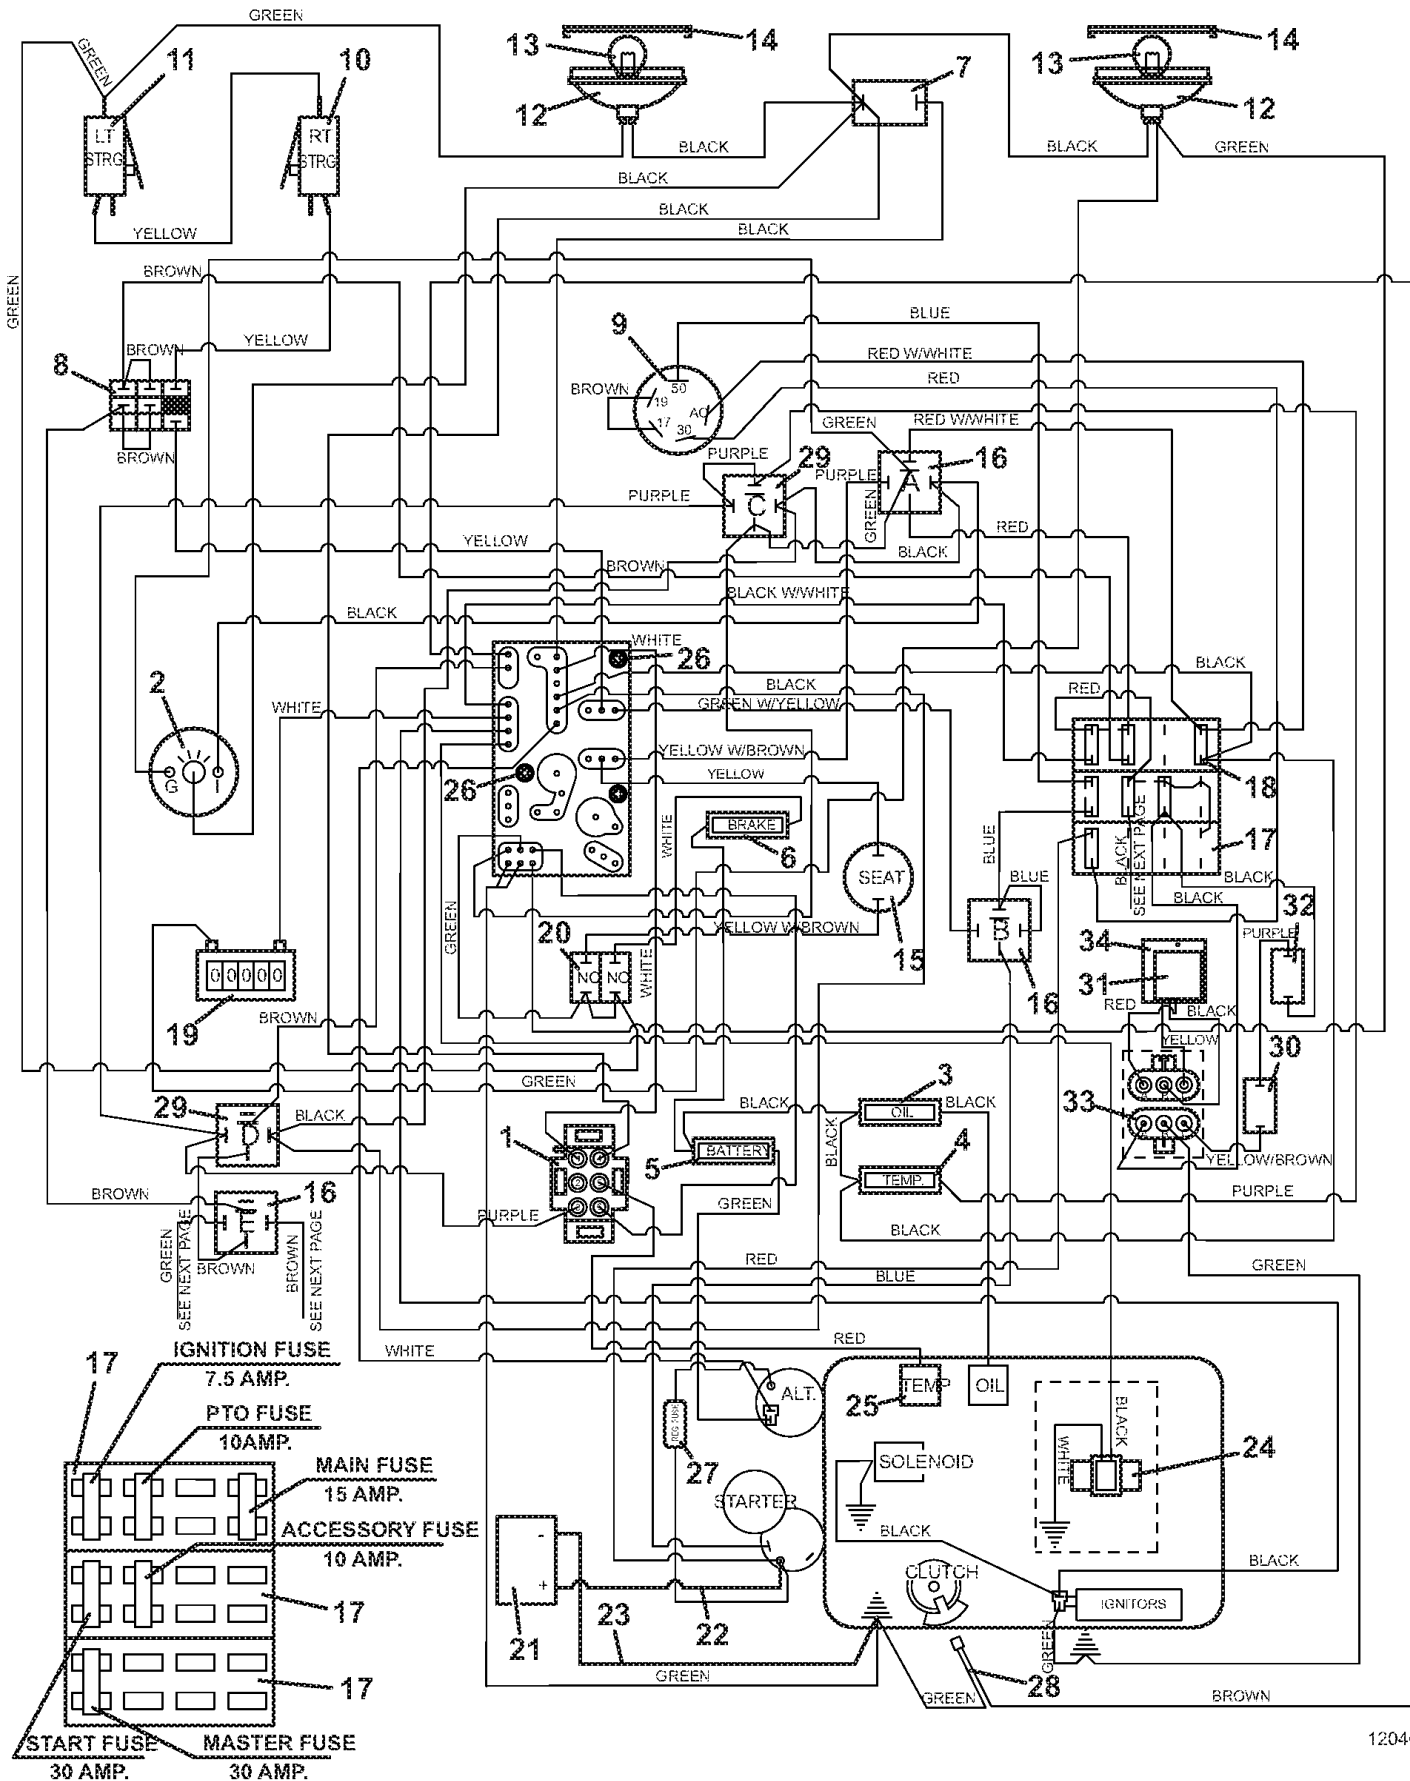 GREEN
13
14
13
14
GREEN
11
10
7
12
12
LT
STRG
RT
STRG
BLACK
BLACK
GREEN
BLACK
BLACK
YELLOW
BLACK
BROWN
GREEN
9
BLUE
YELLOW
BROWN
8
RED W/WHITE
RED
BROWN
50
19
AC
17
30
GREEN
RED W/WHITE
BROWN
PURPLE
29
PURPLE
16
C
A
PURPLE
GREEN
RED
YELLOW
BLACK
BROWN
BLACK W/WHITE
BLACK
WHITE
26
BLACK
2
BLACK
RED
WHITE
GREEN W/YELLOW
YELLOW W/BROWN
YELLOW
G
I
26
18
BRAKE
6
WHITE
BLUE
SEE NEXT PAGE
BLACK
17
SEAT
BLUE
BLACK
BLACK
32
GREEN
YELLOW W/BROWN
20
15
B
34
PURPLE
NO
NO
WHITE
31
16
00000
RED
BLACK
19
BROWN
YELLOW
30
GREEN
3
33
29
BLACK
BLACK
OIL
BLACK
D
1
5
BATTERY
BLACK
4
YELLOW/BROWN
BROWN
16
TEMP.
PURPLE
E
GREEN
PURPLE
BLACK
GREEN
SEE NEXT PAGE
BROWN
BROWN
SEE NEXT PAGE
RED
BLUE
GREEN
IGNITION FUSE
7.5 AMP.
WHITE
RED
17
PTO FUSE
10AMP.
ALT.
25
TEMP
OIL
BLACK
17
MAIN FUSE
15 AMP.
REG FUSE
27
SOLENOID
WHITE
24
STARTER
ACCESSORY FUSE
10 AMP.
-
BLACK
BLACK
+
CLUTCH
IGNITORS
17
21
23
22
GREEN
17
GREEN
28
GREEN
BROWN
START FUSE
30 AMP.
MASTER FUSE
30 AMP.